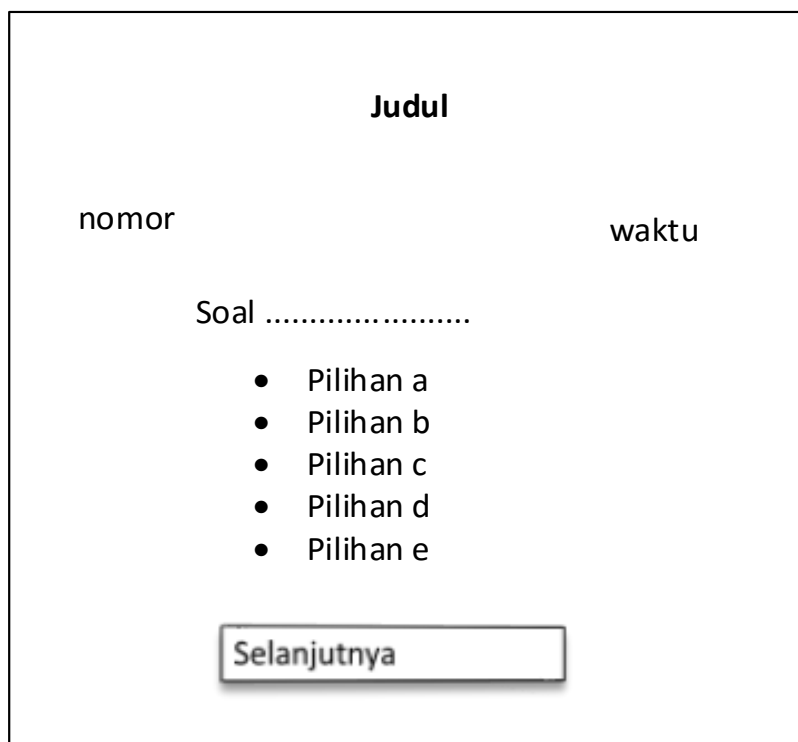 Judul
nomor
waktu
Soal .......................
• Pilihan a
• Pilihan b
• Pilihan c
• Pilihan d
• Pilihan e
Selanjutnya